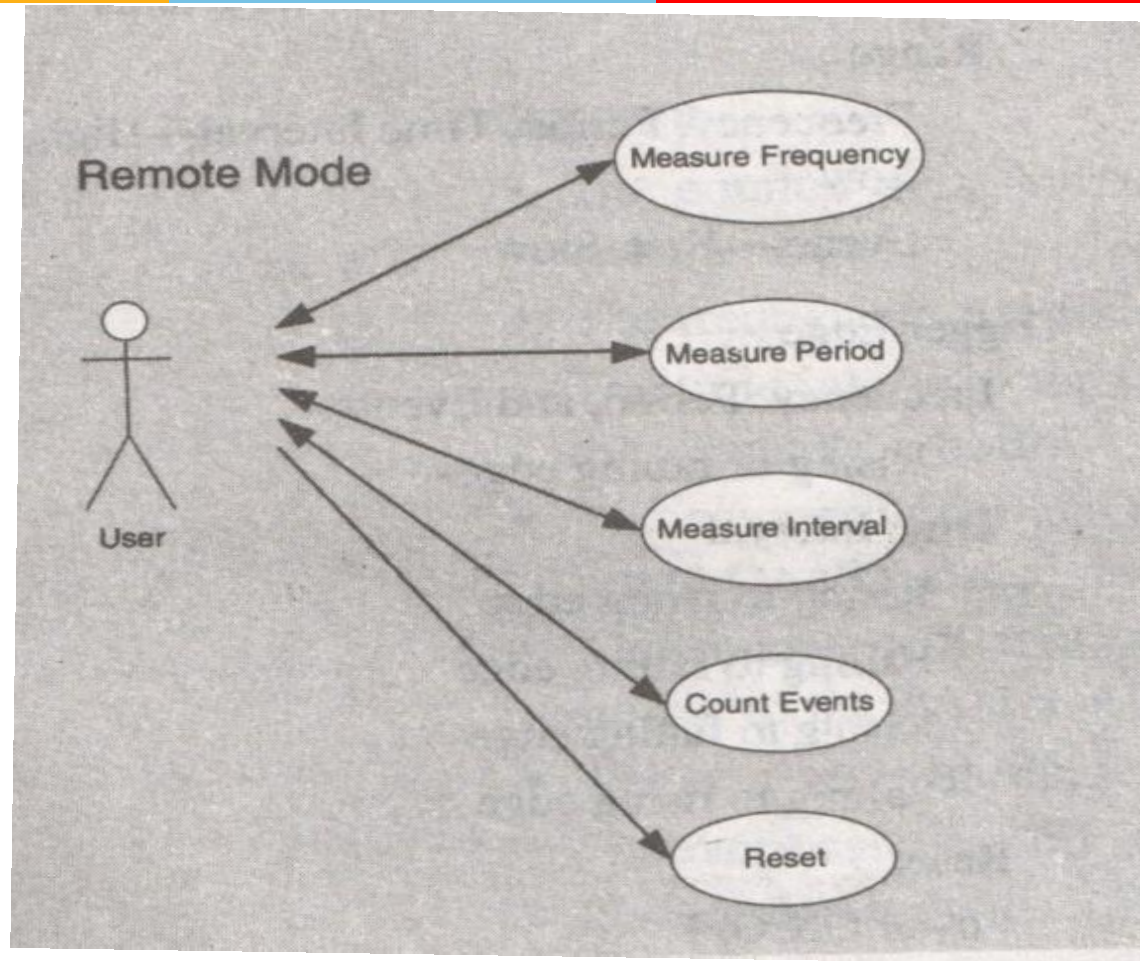 Remote Mode
Measure Frequency
Measure Period
Measure Interval
Count Events
Reset
User